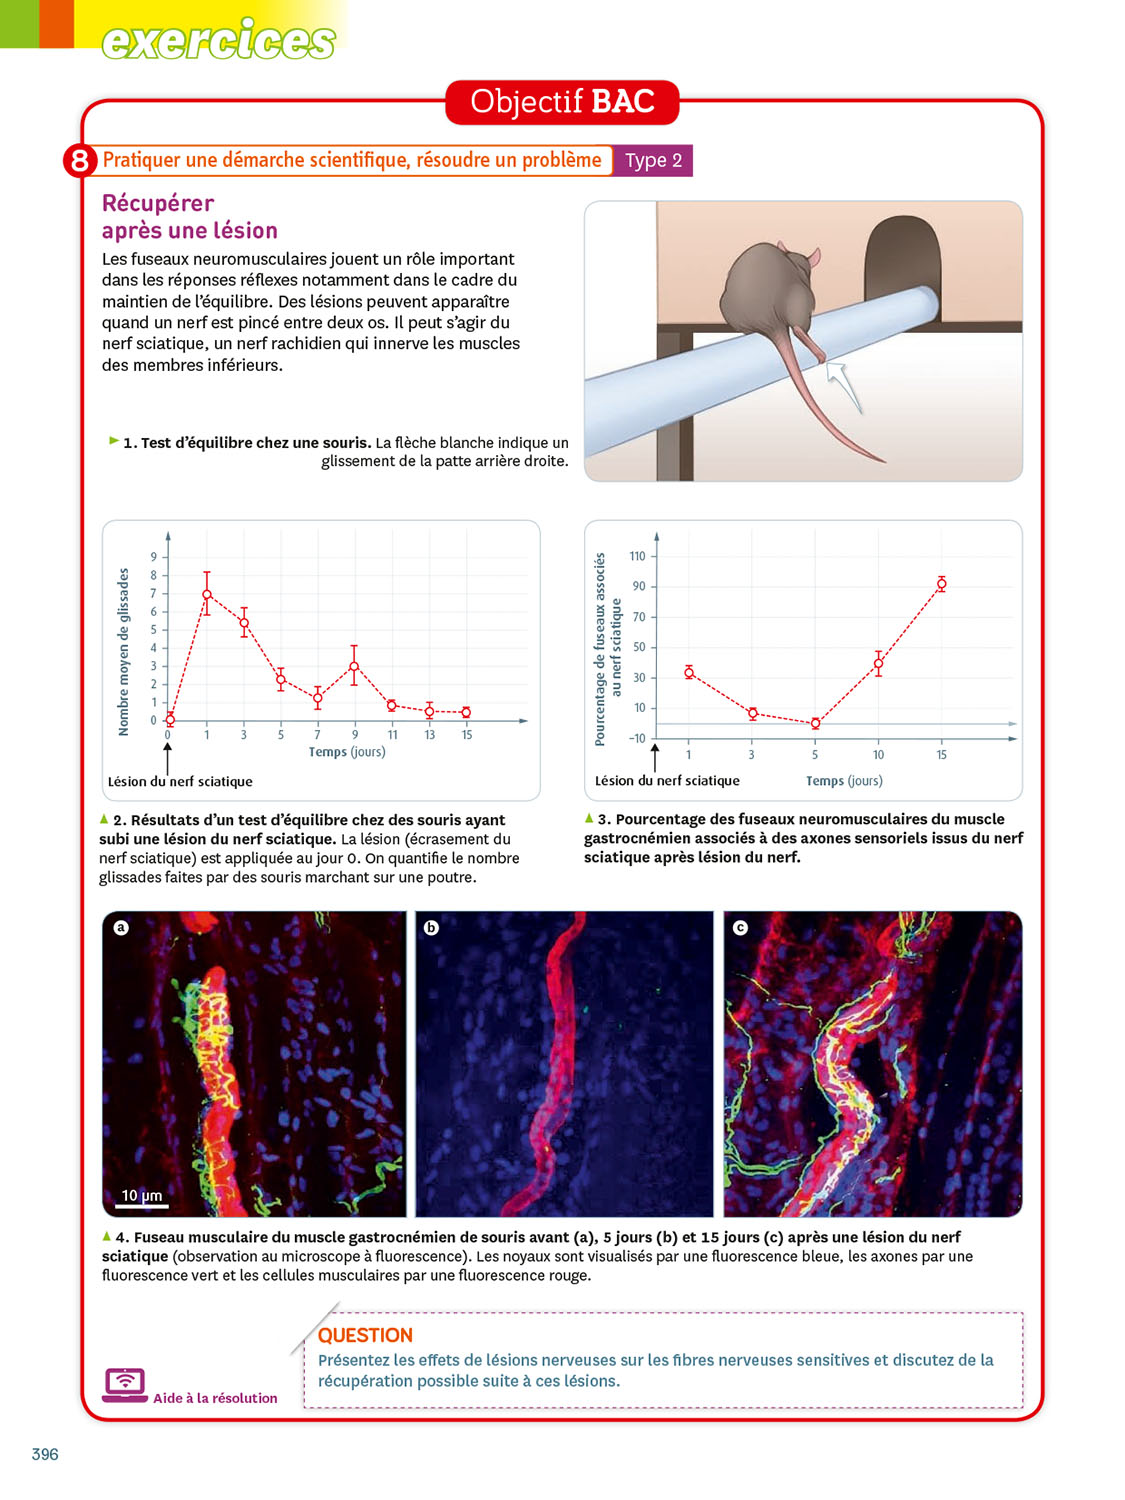 exercices
Objectif BAC
8 Pratiquer une démarche scientifique, résoudre un problème Type 2
Récupérer
après une lésion
Les fuseaux neuromusculaires jouent un rôle important
dans les réponses réflexes notamment dans le cadre du
maintien de l'équilibre. Des lésions peuvent apparaître
quand un nerf est pincé entre deux os. Il peut s'agir du
nerf sciatique, un nerf rachidien qui innerve les muscles
des membres inférieurs.
1. Test d'équilibre chez une souris. La flèche blanche indique un
glissement de la patte arrière droite.
Nombre moyen de glissades
9
8
7
6
5
4
3
2
1
0
0 1 3 5 7 9 11 13 15
Temps (jours)
Lésion du nerf sciatique
2. Résultats d'un test d'équilibre chez des souris ayant
subi une lésion du nerf sciatique. La lésion (écrasement du
nerf sciatique) est appliquée au jour 0. On quantifie le nombre
glissades faites par des souris marchant sur une poutre.
Pourcentage de fuseaux associés
au nerf sciatique
110
90
70
50
30
10
–10
1 3 5 10 15
Lésion du nerf sciatique Temps (jours)
3. Pourcentage des fuseaux neuromusculaires du muscle
gastrocnémien associés à des axones sensoriels issus du nerf
sciatique après lésion du nerf.
a
b
c
10 µm
4. Fuseau musculaire du muscle gastrocnémien de souris avant (a), 5 jours (b) et 15 jours (c) après une lésion du nerf
sciatique (observation au microscope à fluorescence). Les noyaux sont visualisés par une fluorescence bleue, les axones par une
fluorescence vert et les cellules musculaires par une fluorescence rouge.
QUESTION
Présentez les effets de lésions nerveuses sur les fibres nerveuses sensitives et discutez de la
récupération possible suite à ces lésions.
Aide à la résolution
396